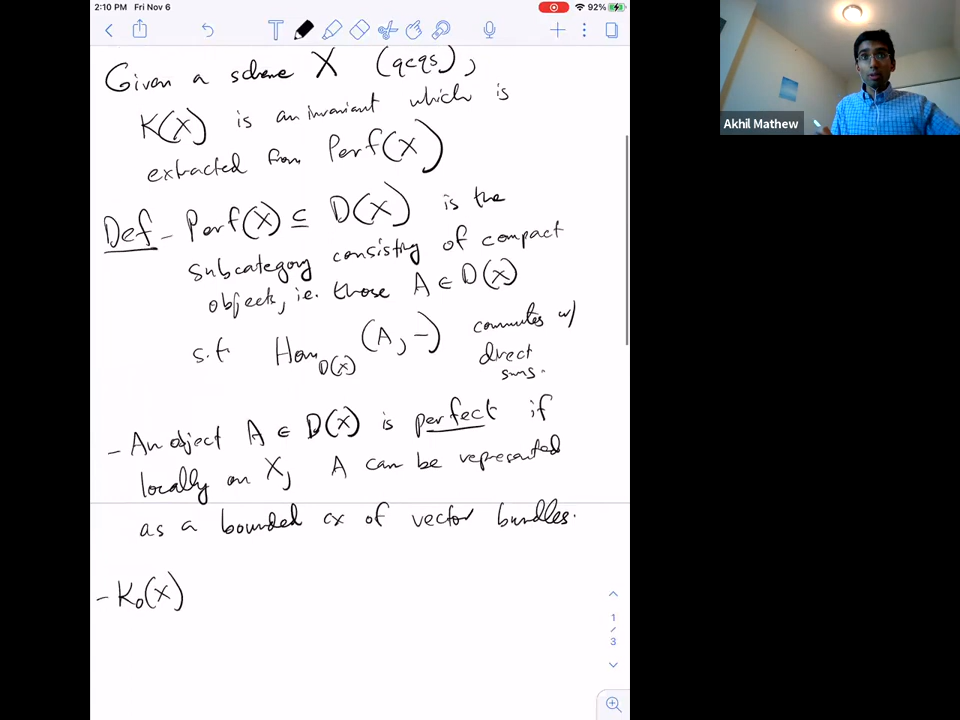 2:10 PM Fri Nov 6
92%
Given a scheme X (qcqs),
K(X) is an invariant which is
extracted from Perf(X)
Def - Perf(X) ⊆ D(X) is the
subcategory consisting of compact
objects, i.e. those A ∈ D(X)
s.t. Hom_D(X) (A, -) commutes w/
direct
sums.
- An object A ∈ D(X) is perfect if
locally on X, A can be represented
as a bounded cx of vector bundles.
- K₀(X)
1
/
3
Akhil Mathew